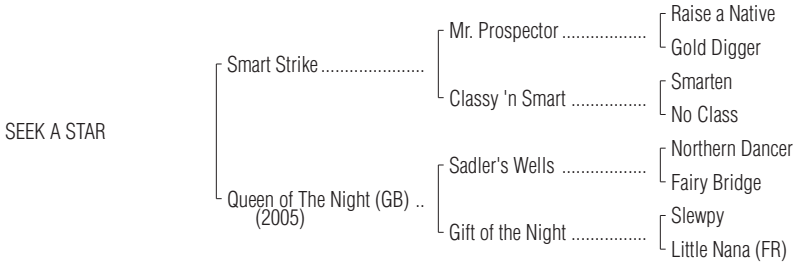 Raise a Native
Mr. Prospector ..................
Gold Digger
Smart Strike ......................
Smarten
Classy 'n Smart ................
No Class
SEEK A STAR
Northern Dancer
Sadler's Wells ..................
Fairy Bridge
Queen of The Night (GB) ..
(2005)
Slewpy
Gift of the Night ................
Little Nana (FR)